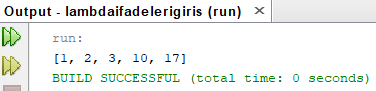 Output - lambdaifadelerigiris (run) ×
run:
[1, 2, 3, 10, 17]
BUILD SUCCESSFUL (total time: 0 seconds)